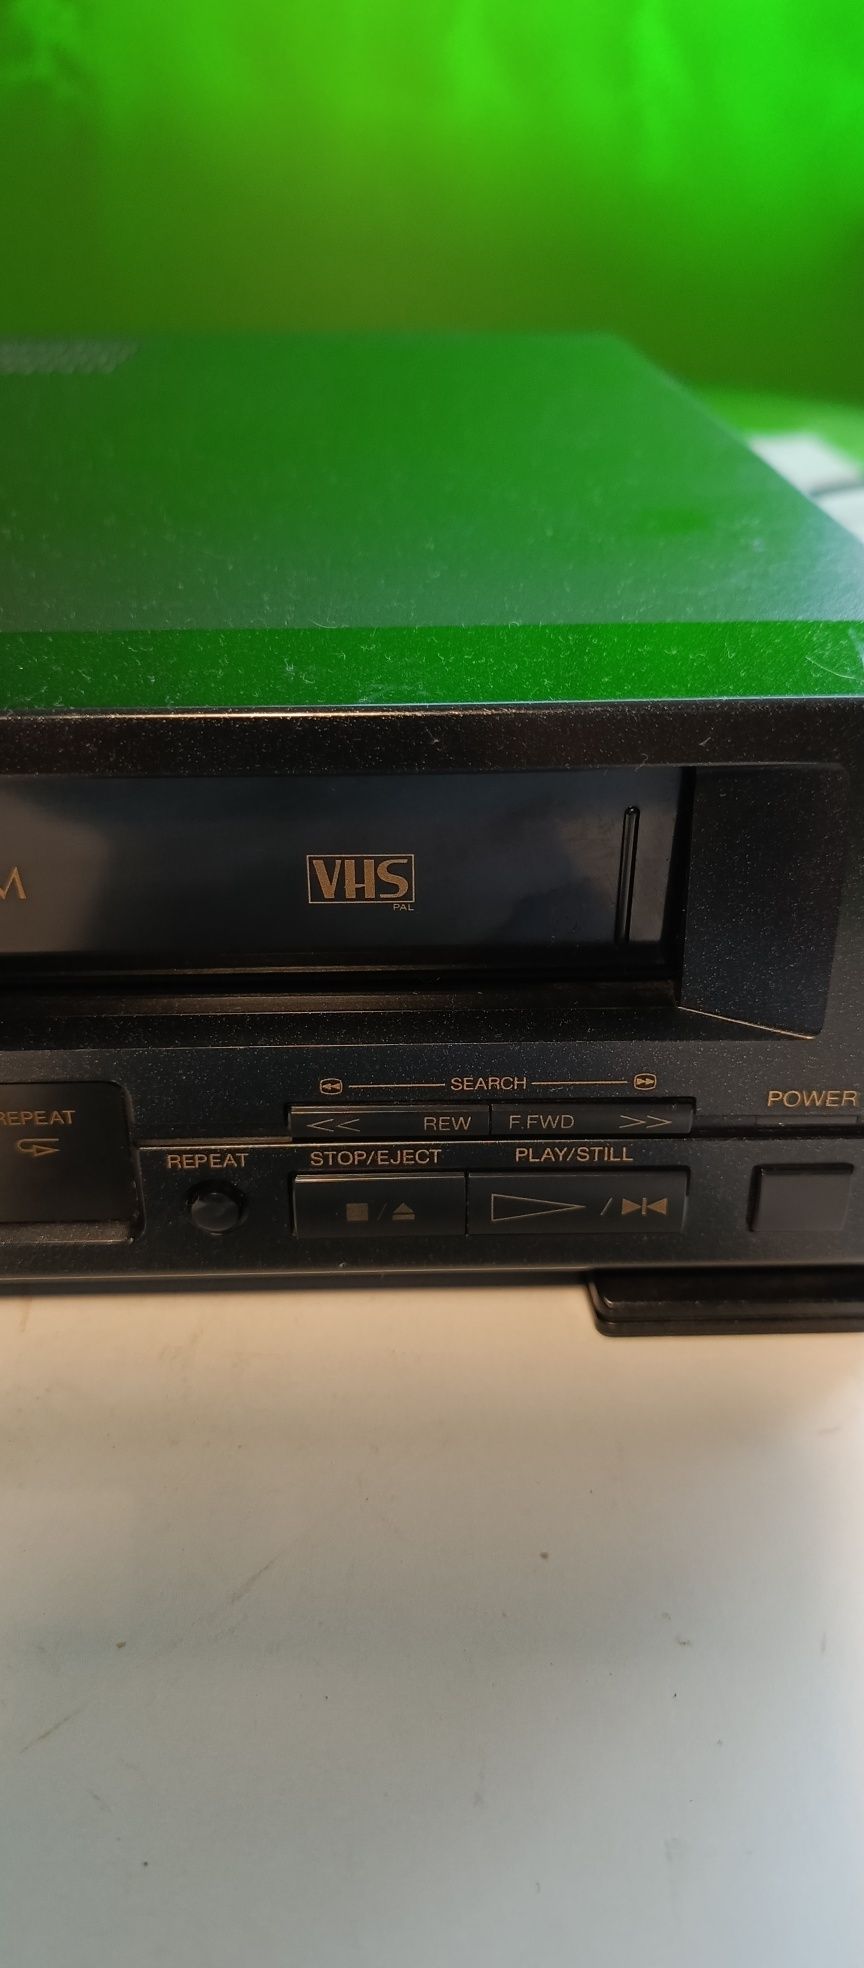 M
VHS
PAL
SEARCH
POWER
REPEAT
<< REW F.FWD >>
REPEAT STOP/EJECT PLAY/STILL
/ /